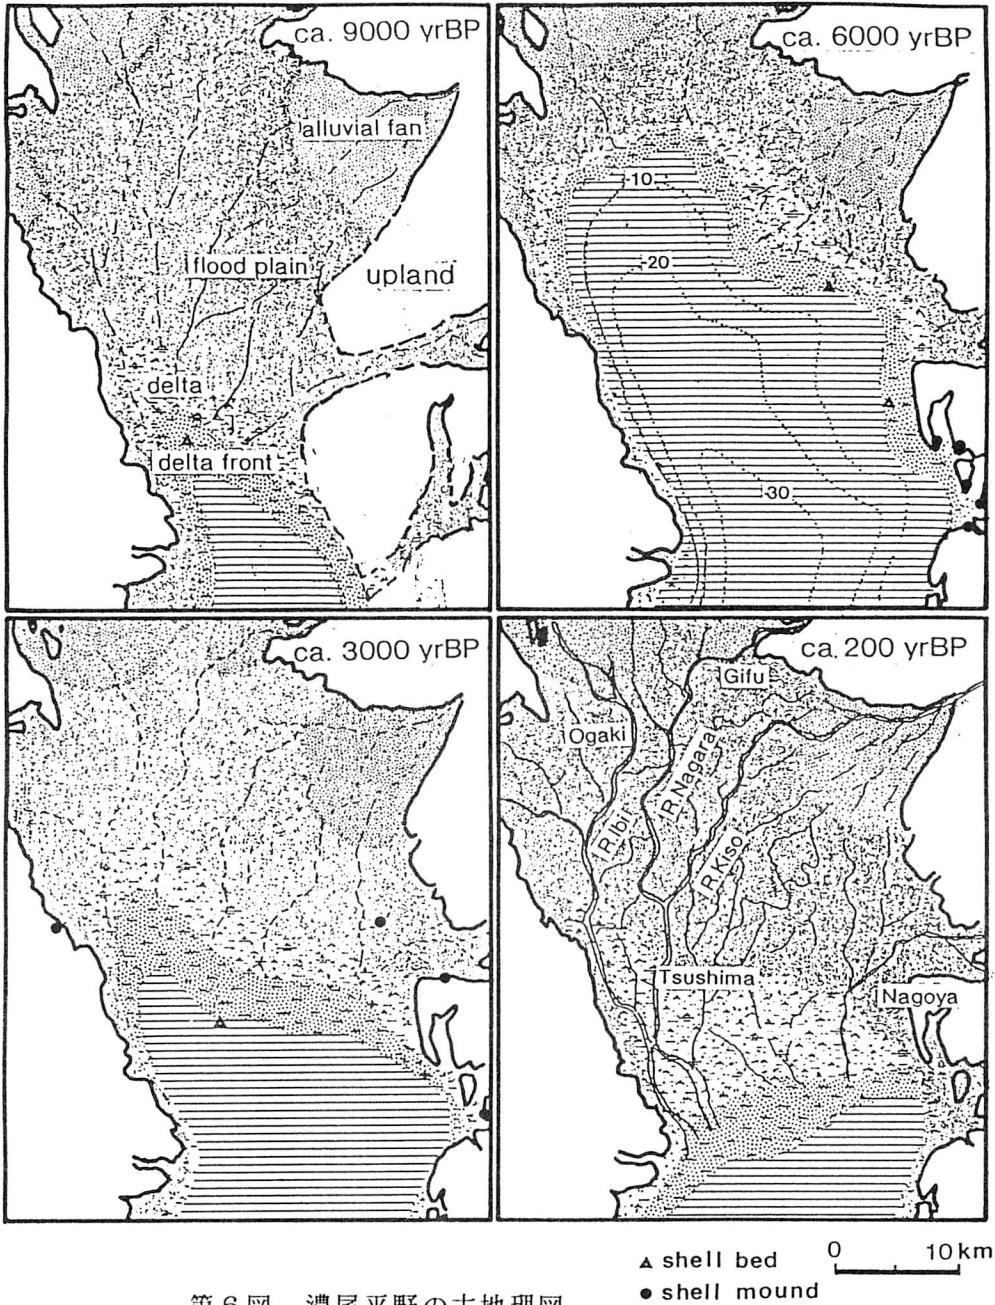 ca. 9000 yrBP
alluvial fan
flood plain
upland
delta
delta front
ca. 6000 yrBP
-10
-20
-30
ca. 3000 yrBP
ca. 200 yrBP
Gifu
Ogaki
R. Nagara
R. Ibi
R. Kiso
Tsushima
Nagoya
shell bed
shell mound
0 10 km
第6図 濃尾平野の古地理図